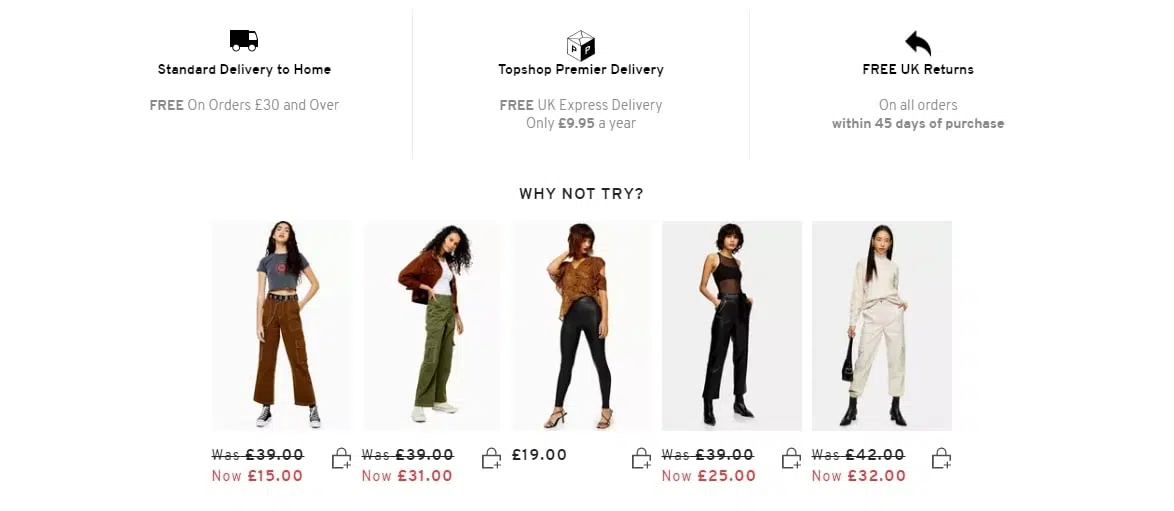 Standard Delivery to Home
FREE On Orders £30 and Over
Topshop Premier Delivery
FREE UK Express Delivery
Only £9.95 a year
FREE UK Returns
On all orders
within 45 days of purchase
WHY NOT TRY?
Was £39.00
Now £15.00
Was £39.00
Now £31.00
£19.00
Was £39.00
Now £25.00
Was £42.00
Now £32.00